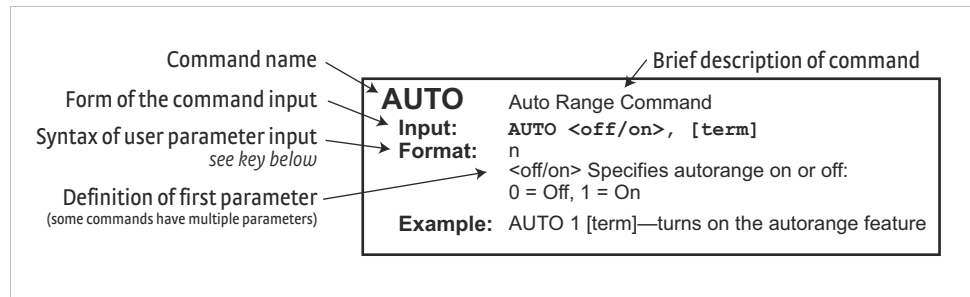 Command name
Form of the command input
Syntax of user parameter input
see key below
Definition of first parameter
(some commands have multiple parameters)
Brief description of command
AUTO Auto Range Command
Input: AUTO <off/on>, [term]
Format: n
<off/on> Specifies autorange on or off:
0 = Off, 1 = On
Example: AUTO 1 [term]—turns on the autorange feature